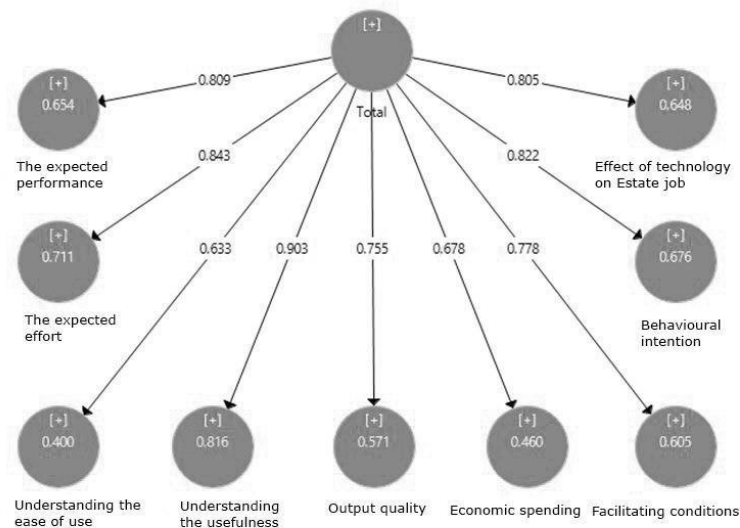 [+]
Total
0.809
0.805
[+]
0.654
The expected
performance
[+]
0.648
Effect of technology
on Estate job
0.843
0.822
[+]
0.711
The expected
effort
[+]
0.676
Behavioural
intention
0.633
0.903
0.755
0.678
0.778
[+]
0.400
Understanding the
ease of use
[+]
0.816
Understanding
the usefulness
[+]
0.571
Output quality
[+]
0.460
Economic spending
[+]
0.605
Facilitating conditions